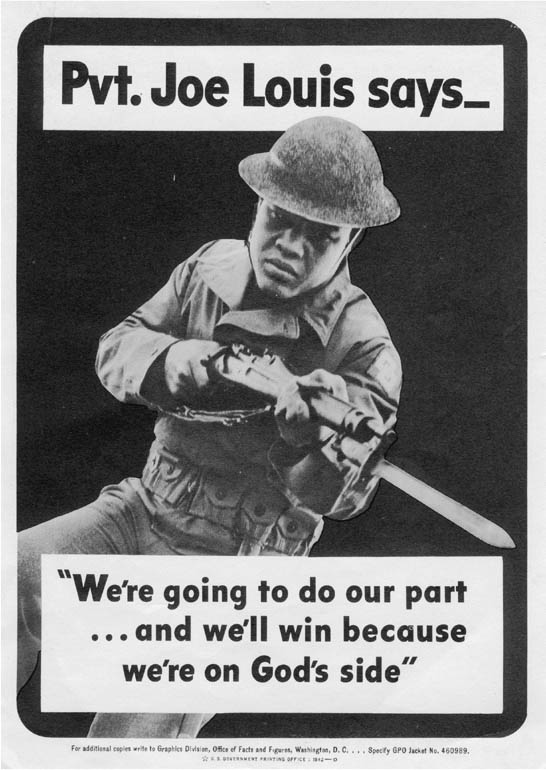 Pvt. Joe Louis says_
"We're going to do our part
...and we'll win because
we're on God's side"
For additional copies write to Graphics Division, Office of Facts and Figures, Washington, D. C. . . . . Specify GPO Jacket No. 460989.
☆ U. S. GOVERNMENT PRINTING OFFICE : 1942—O